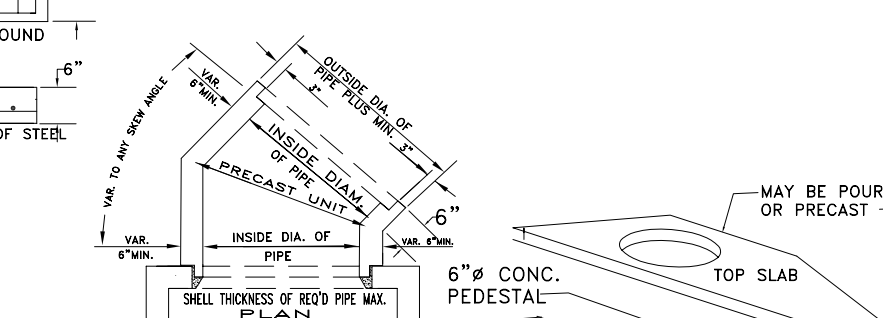 OUND
6"
OF STEEL
VAR. TO ANY SKEW ANGLE
VAR.
6"MIN.
OUTSIDE DIA. OF
PIPE PLUS MIN. 3"
3"
INSIDE DIAM.
OF PIPE
PRECAST UNIT
6"
VAR.
6"MIN.
INSIDE DIA. OF
PIPE
VAR. 6"MIN.
SHELL THICKNESS OF REQ'D PIPE MAX.
PLAN
MAY BE POUR
OR PRECAST
TOP SLAB
6"ø CONC.
PEDESTAL